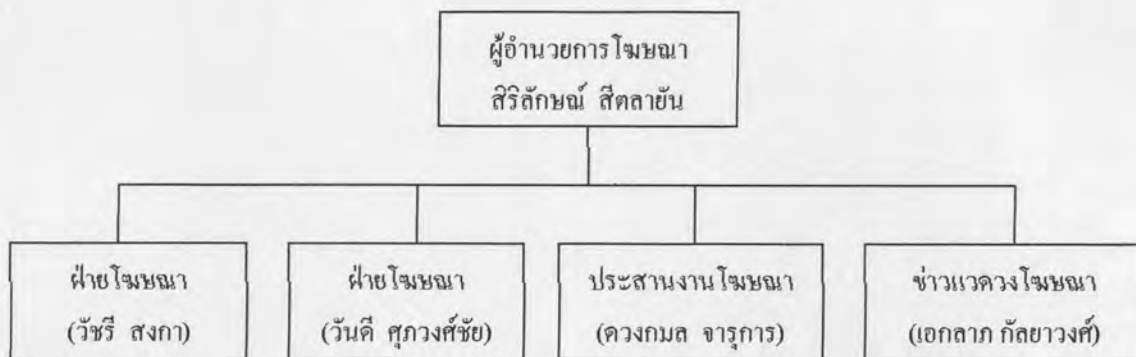 ผู้อำนวยการโฆษณา
สิริลักษณ์ สีตลายัน
ฝ่ายโฆษณา
(วัชรี สงกา)
ฝ่ายโฆษณา
(วันดี ศุภวงศ์ชัย)
ประสานงานโฆษณา
(ดวงกมล จารุการ)
ข่าวแวดวงโฆษณา
(เอกลาภ กัลยาวงศ์)